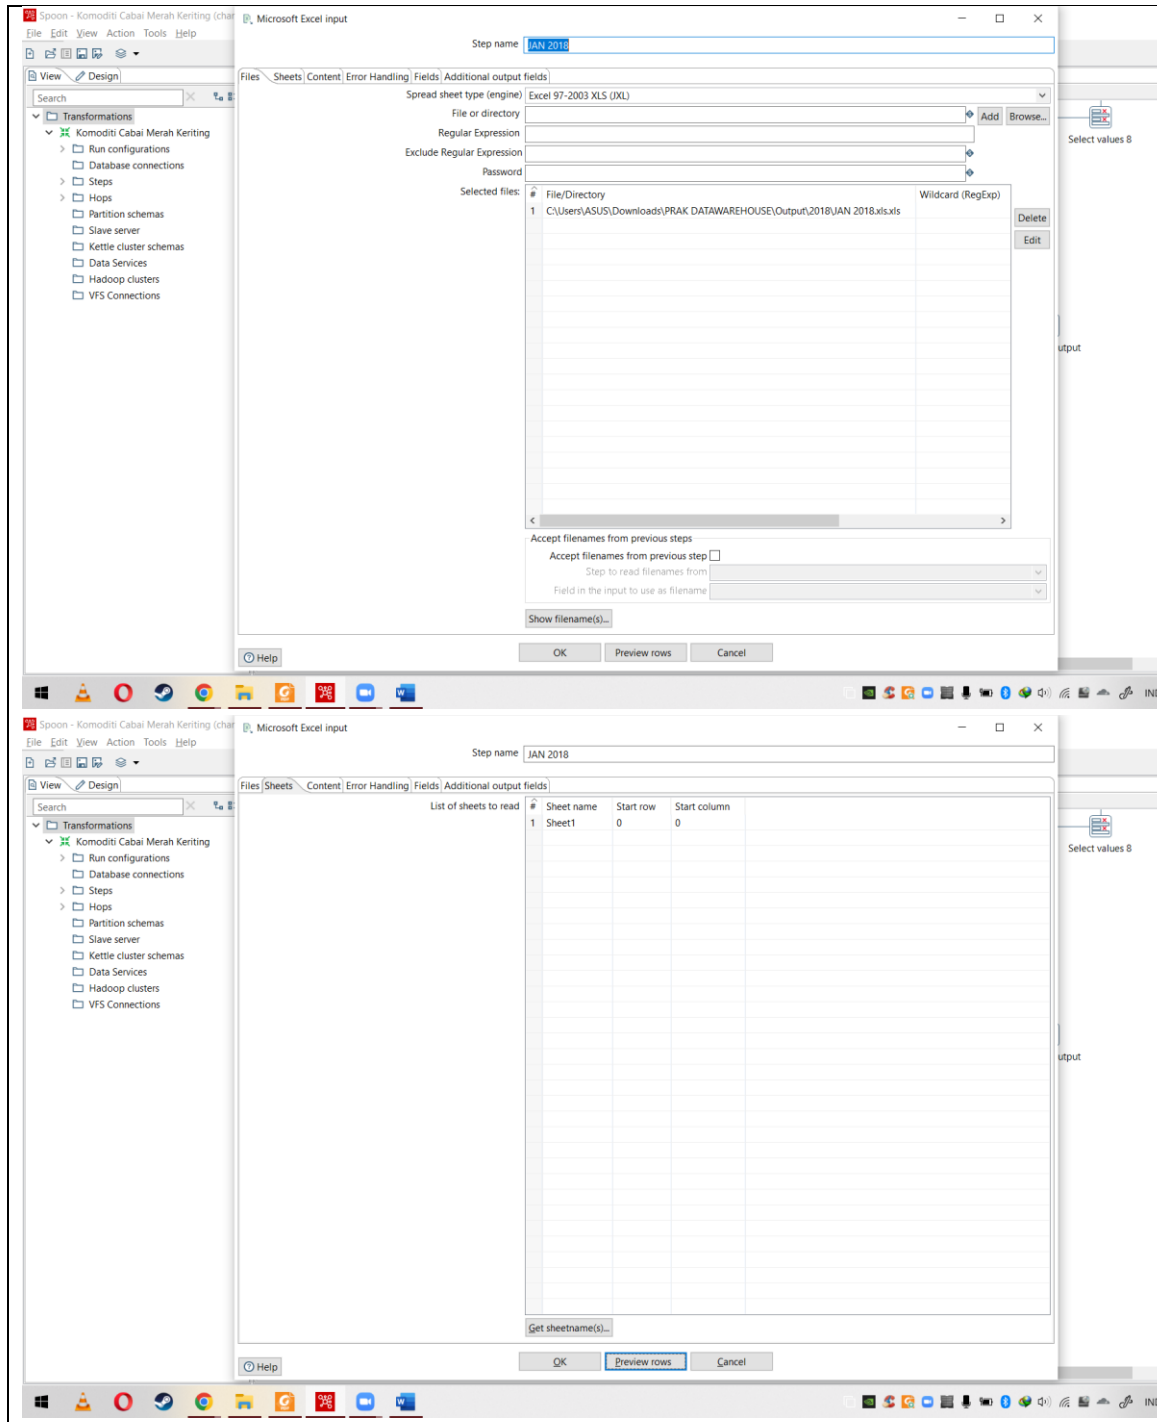 Spoon - Komoditi Cabai Merah Keriting (char
Microsoft Excel input
File Edit View Action Tools Help
Step name JAN 2018
View Design
Files Sheets Content Error Handling Fields Additional output fields
Search
Spread sheet type (engine) Excel 97-2003 XLS (JXL)
Transformations
File or directory Add Browse...
Komoditi Cabai Merah Keriting
Regular Expression
Select values 8
Run configurations
Exclude Regular Expression
Database connections
Password
Steps
Selected files: # File/Directory Wildcard (RegExp)
Hops
1 C:\Users\ASUS\Downloads\PRAK DATAWAREHOUSE\Output\2018\JAN 2018.xls.xls
Partition schemas
Delete
Slave server
Edit
Kettle cluster schemas
Data Services
Hadoop clusters
VFS Connections
utput
Accept filenames from previous steps
Accept filenames from previous step
Step to read filenames from
Field in the input to use as filename
Show filename(s)...
Help
OK Preview rows Cancel
IND
Spoon - Komoditi Cabai Merah Keriting (char
Microsoft Excel input
File Edit View Action Tools Help
Step name JAN 2018
View Design
Files Sheets Content Error Handling Fields Additional output fields
Search
List of sheets to read # Sheet name Start row Start column
Transformations
1 Sheet1 0 0
Komoditi Cabai Merah Keriting
Select values 8
Run configurations
Database connections
Steps
Hops
Partition schemas
Slave server
Kettle cluster schemas
Data Services
Hadoop clusters
VFS Connections
utput
Get sheetname(s)...
Help
OK Preview rows Cancel
IND